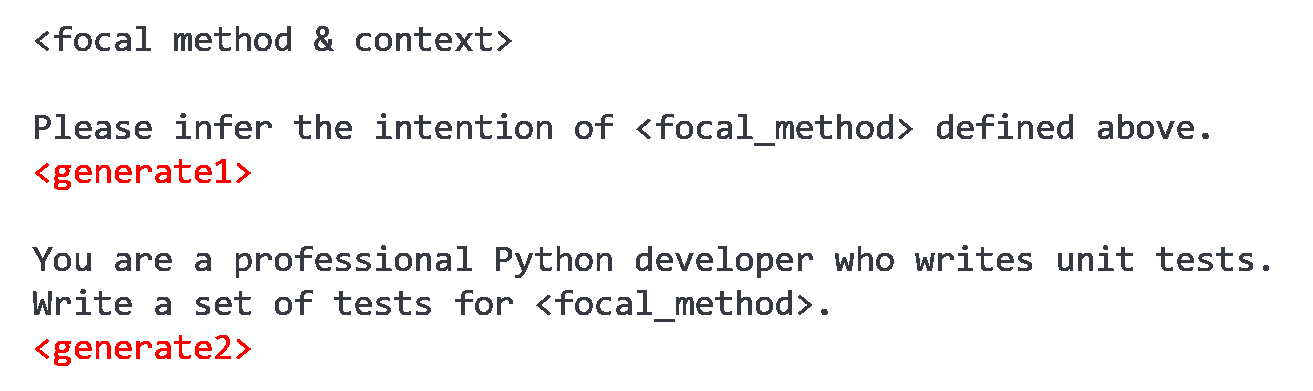 <focal method & context>
Please infer the intention of <focal_method> defined above.
<generate1>
You are a professional Python developer who writes unit tests.
Write a set of tests for <focal_method>.
<generate2>